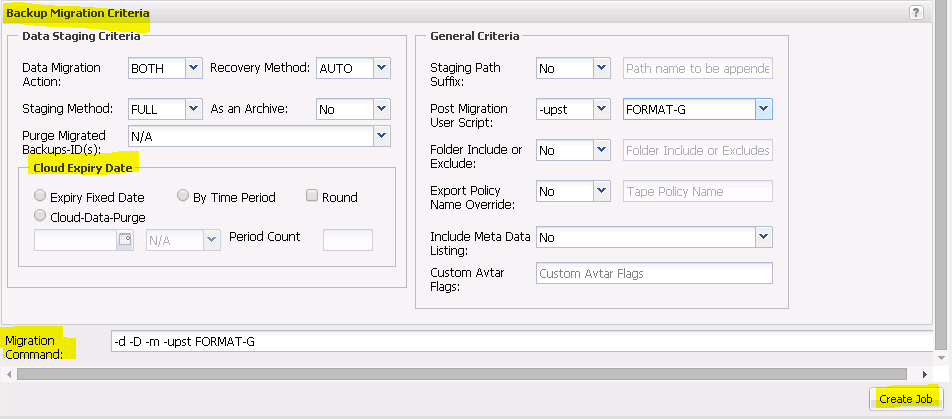 Backup Migration Criteria
?
Data Staging Criteria
Data Migration Action:
BOTH
Recovery Method:
AUTO
Staging Method:
FULL
As an Archive:
No
Purge Migrated Backups-ID(s):
N/A
Cloud Expiry Date
Expiry Fixed Date
By Time Period
Round
Cloud-Data-Purge
N/A
Period Count
General Criteria
Staging Path Suffix:
No
Path name to be appende
Post Migration User Script:
-upst
FORMAT-G
Folder Include or Exclude:
No
Folder Include or Excludes
Export Policy Name Override:
No
Tape Policy Name
Include Meta Data Listing:
No
Custom Avtar Flags:
Custom Avtar Flags
Migration Command:
-d -D -m -upst FORMAT-G
Create Job